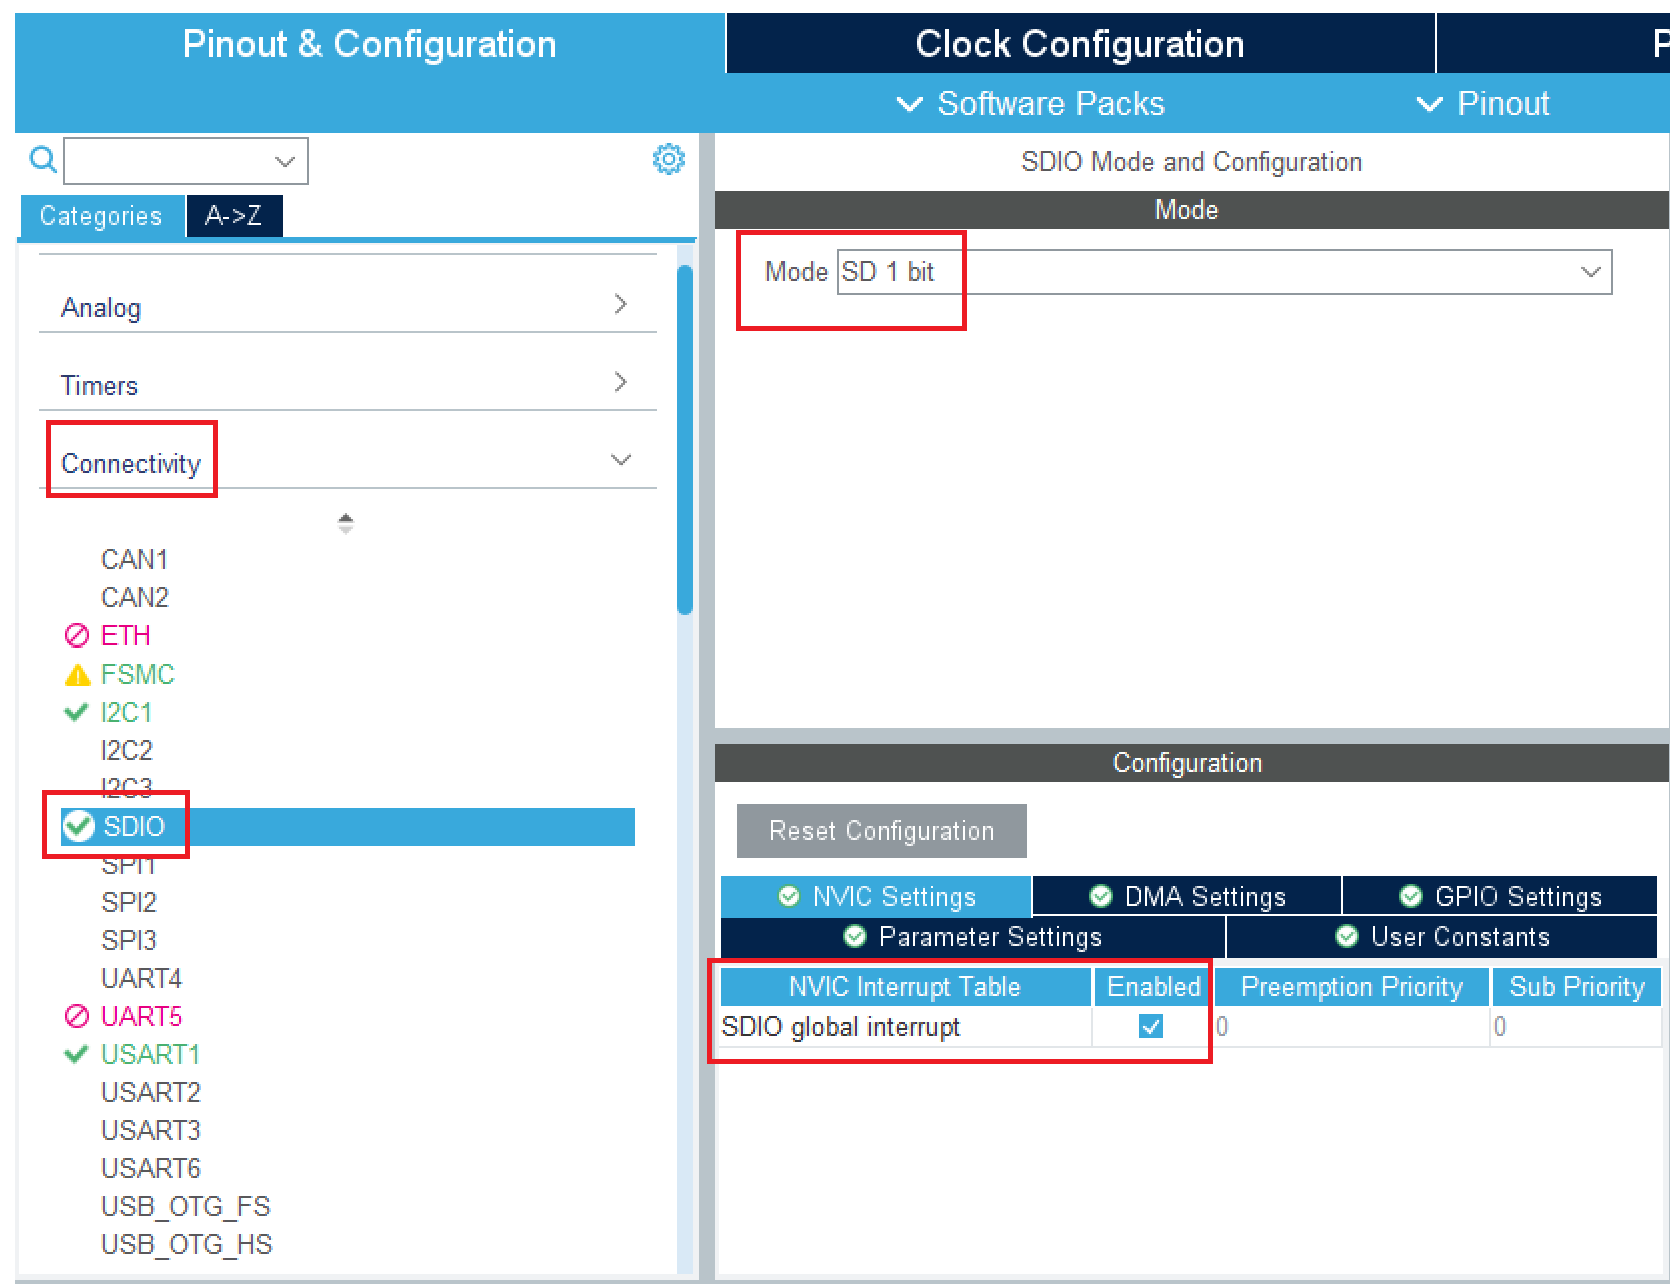 Pinout & Configuration
Clock Configuration
P
Software Packs
Pinout
Categories
A->Z
Analog
Timers
Connectivity
CAN1
CAN2
ETH
FSMC
I2C1
I2C2
I2C3
SDIO
SPI1
SPI2
SPI3
UART4
UART5
USART1
USART2
USART3
USART6
USB_OTG_FS
USB_OTG_HS
SDIO Mode and Configuration
Mode
Mode SD 1 bit
Configuration
Reset Configuration
NVIC Settings
DMA Settings
GPIO Settings
Parameter Settings
User Constants
NVIC Interrupt Table Enabled Preemption Priority Sub Priority
SDIO global interrupt 0 0